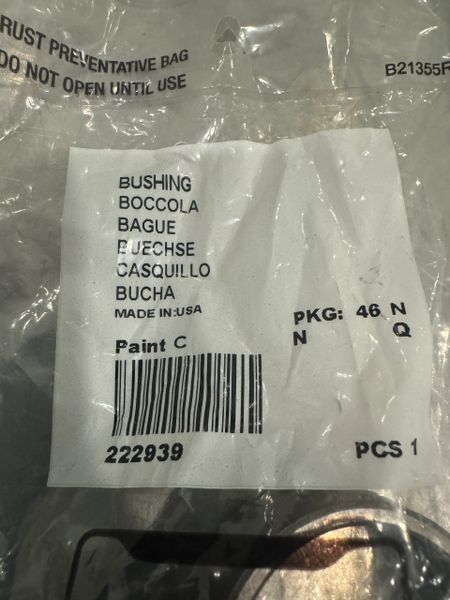 RUST PREVENTATIVE BAG
DO NOT OPEN UNTIL USE
B21355R
BUSHING
BOCCOLA
BAGUE
BUECHSE
CASQUILLO
BUCHA
MADE IN:USA
PKG: 46 N
N Q
Paint C
222939
PCS 1